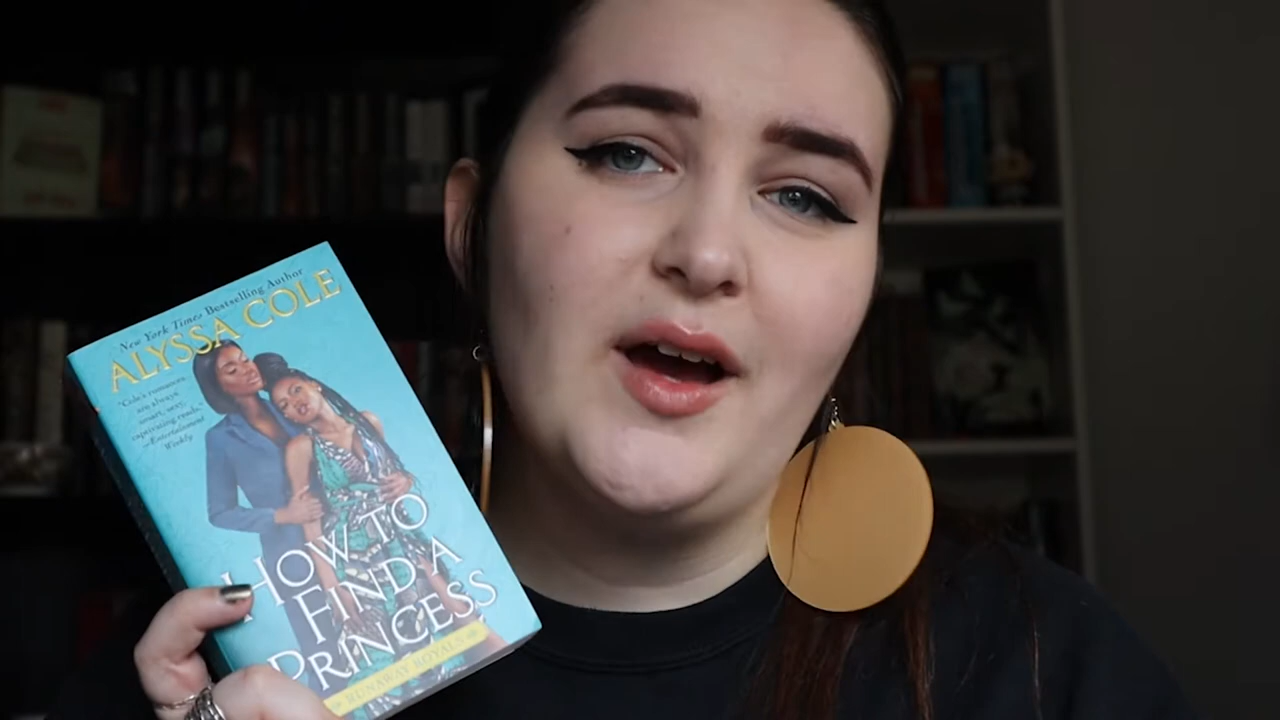 New York Times Bestselling Author
ALYSSA COLE
"Cole's romances
are always
smart, sexy,
captivating reads."
—Entertainment
Weekly
HOW TO
FIND A
PRINCESS
RUNAWAY ROYALS